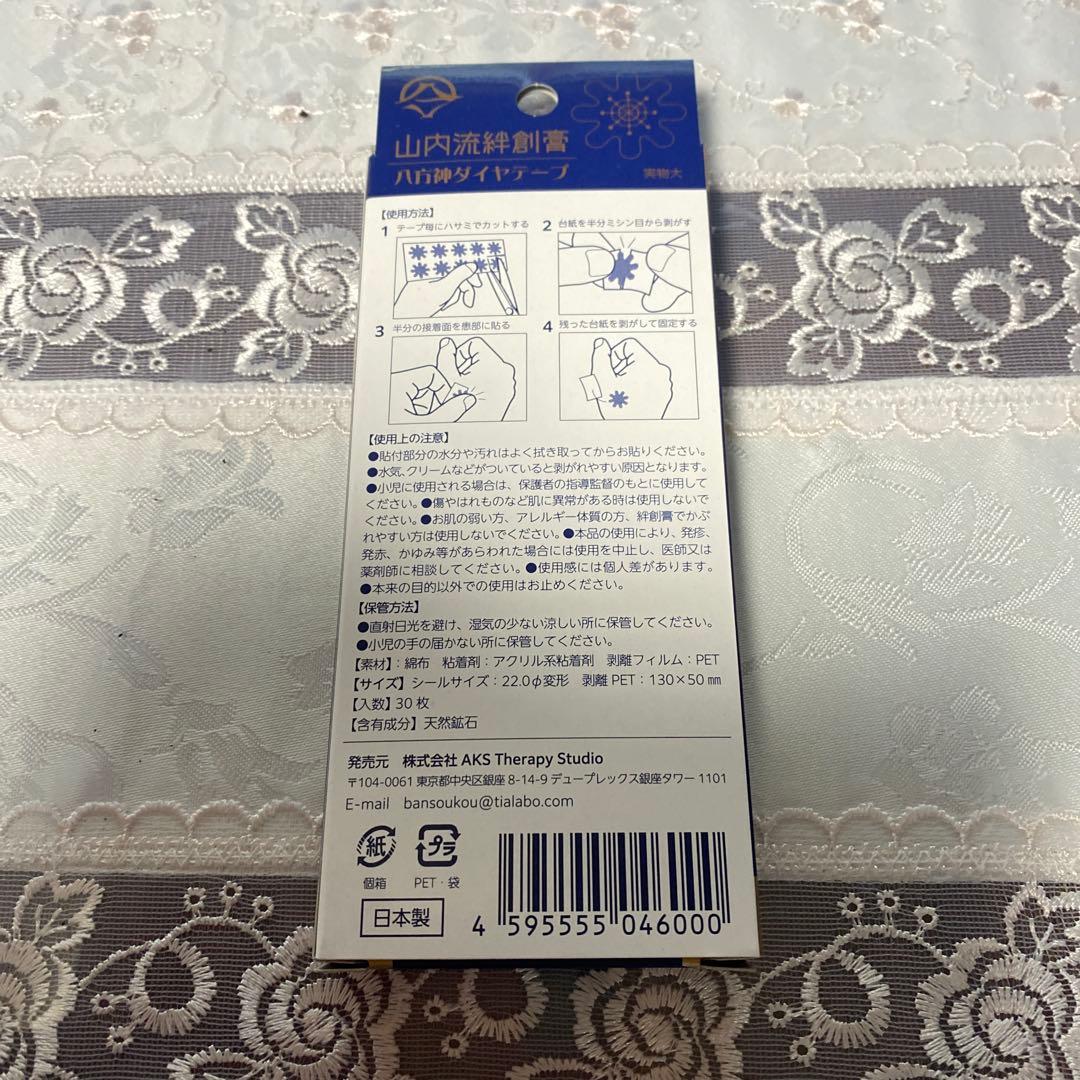 山内流絆創膏
八方神ダイヤテープ
実物大
【使用方法】
1 テープ毎にハサミでカットする
2 台紙を半分ミシン目から剥がす
3 半分の接着面を患部に貼る
4 残った台紙を剥がして固定する
【使用上の注意】
●貼付部分の水分や汚れはよく拭き取ってからお貼りください。
●水気、クリームなどがついていると剥がれやすい原因となります。
●小児に使用される場合は、保護者の指導監督のもとに使用して
ください。●傷やはれものなど肌に異常がある時は使用しないで
ください。●お肌の弱い方、アレルギー体質の方、絆創膏でかぶ
れやすい方は使用しないでください。●本品の使用により、発疹、
発赤、かゆみ等があらわれた場合には使用を中止し、医師又は
薬剤師に相談してください。●使用感には個人差があります。
●本来の目的以外での使用はお止めください。
【保管方法】
●直射日光を避け、湿気の少ない涼しい所に保管してください。
●小児の手の届かない所に保管してください。
【素材】：綿布 粘着剤：アクリル系粘着剤 剥離フィルム：PET
【サイズ】シールサイズ：22.0φ変形 剥離PET：130×50㎜
【入数】30枚
【含有成分】天然鉱石
発売元 株式会社 AKS Therapy Studio
〒104-0061 東京都中央区銀座 8-14-9 デュープレックス銀座タワー 1101
E-mail bansoukou@tialabo.com
紙
プラ
個箱
PET・袋
日本製
4 595555 046000